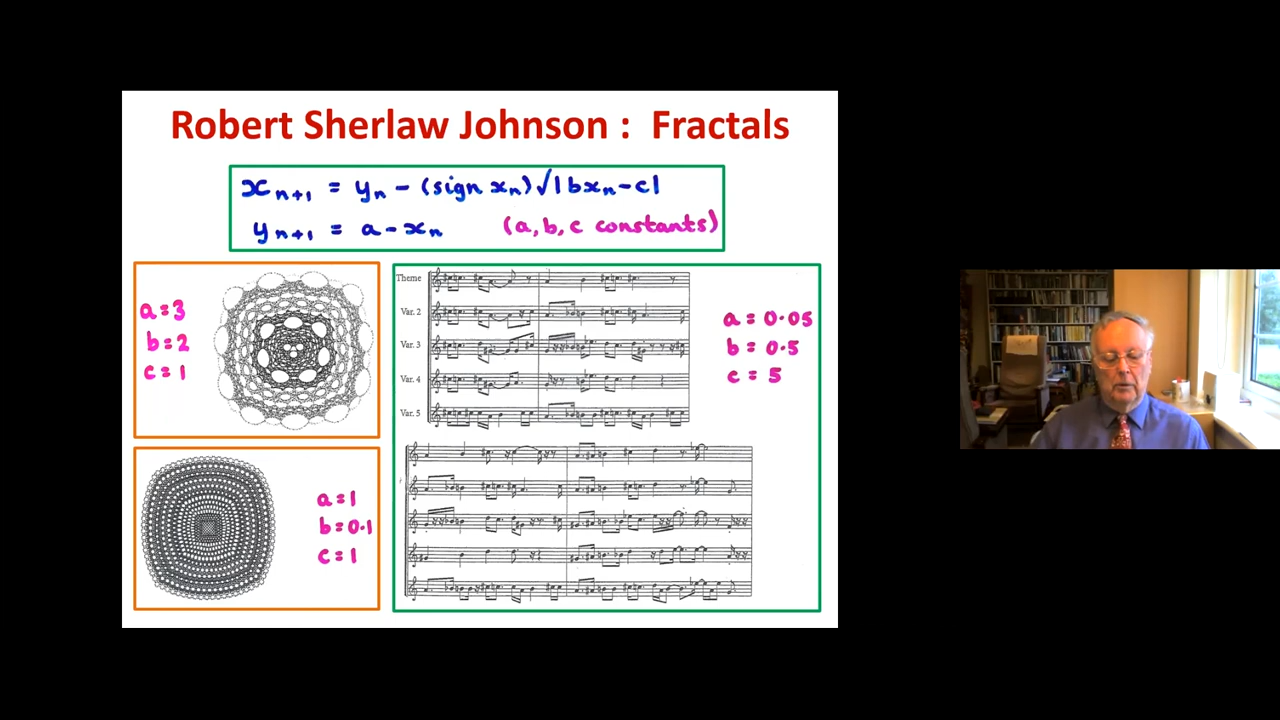 Robert Sherlaw Johnson : Fractals
xₙ₊₁ = yₙ - (sign xₙ)√|bxₙ-c|
yₙ₊₁ = a - xₙ (a, b, c constants)
a=3
b=2
c=1
a=1
b=0.1
c=1
Theme
Var. 2
Var. 3
Var. 4
Var. 5
a = 0.05
b = 0.5
c = 5